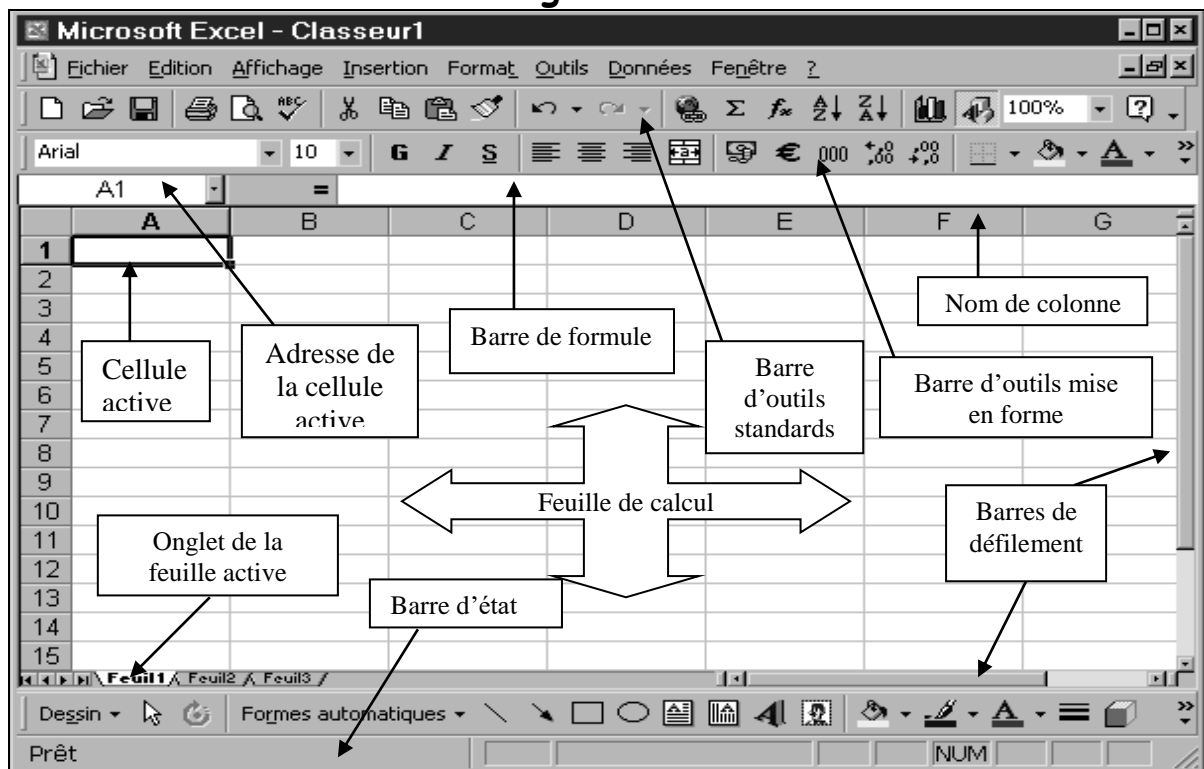 Microsoft Excel - Classeur1
Fichier Edition Affichage Insertion Format Outils Données Fenêtre ?
100%
Arial 10 G I S € 000
A1 =
A B C D E F G
1
2
3
4
5
6
7
8
9
10
11
12
13
14
15
Nom de colonne
Barre de formule
Cellule
active
Adresse de
la cellule
active
Barre
d’outils
standards
Barre d’outils mise
en forme
Feuille de calcul
Barres de
défilement
Onglet de la
feuille active
Barre d’état
Feuil1 Feuil2 Feuil3
Dessin Formes automatiques
Prêt NUM